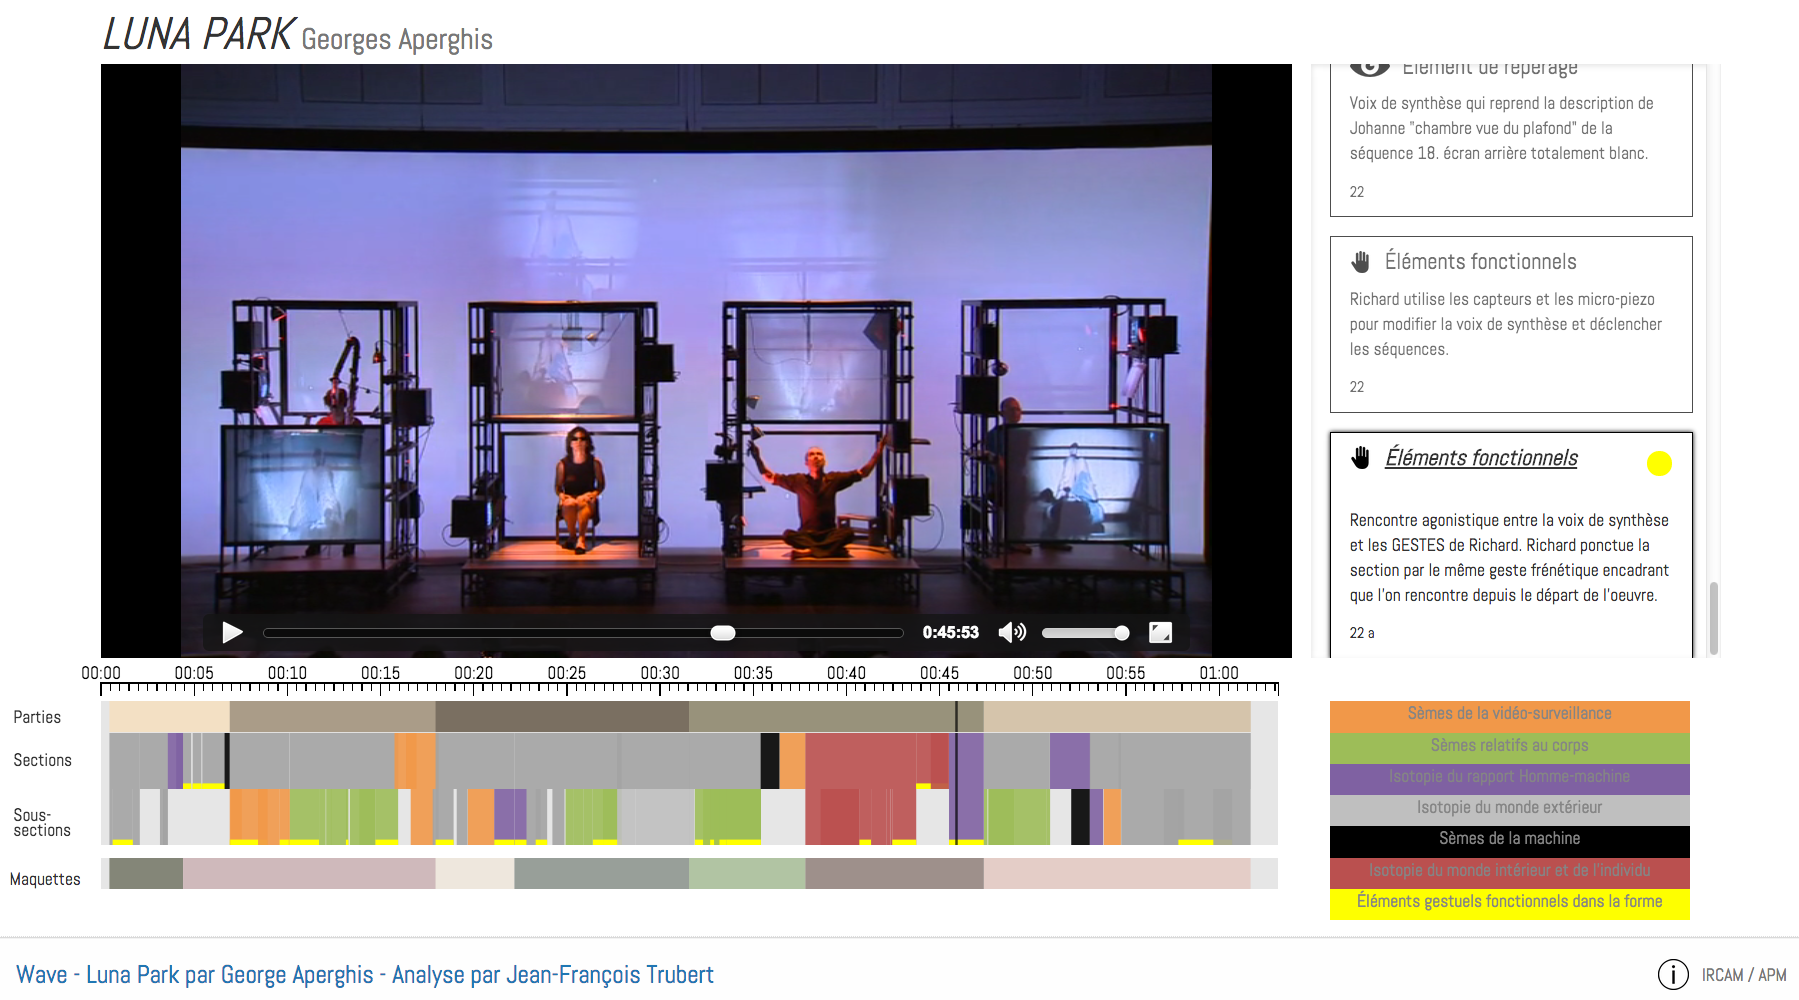 LUNA PARK Georges Aperghis
Élément de repérage
Voix de synthèse qui reprend la description de
Johanne "chambre vue du plafond" de la
séquence 18. écran arrière totalement blanc.
22
Éléments fonctionnels
Richard utilise les capteurs et les micro-piezo
pour modifier la voix de synthèse et déclencher
les séquences.
22
Éléments fonctionnels
Rencontre agonistique entre la voix de synthèse
et les GESTES de Richard. Richard ponctue la
section par le même geste frénétique encadrant
que l'on rencontre depuis le départ de l'oeuvre.
22 a
0:45:53
00:00 00:05 00:10 00:15 00:20 00:25 00:30 00:35 00:40 00:45 00:50 00:55 01:00
Parties
Sections
Sous-
sections
Maquettes
Sèmes de la vidéo-surveillance
Sèmes relatifs au corps
Isotopie du rapport Homme-machine
Isotopie du monde extérieur
Sèmes de la machine
Isotopie du monde intérieur et de l'individu
Éléments gestuels fonctionnels dans la forme
Wave - Luna Park par George Aperghis - Analyse par Jean-François Trubert
i IRCAM / APM